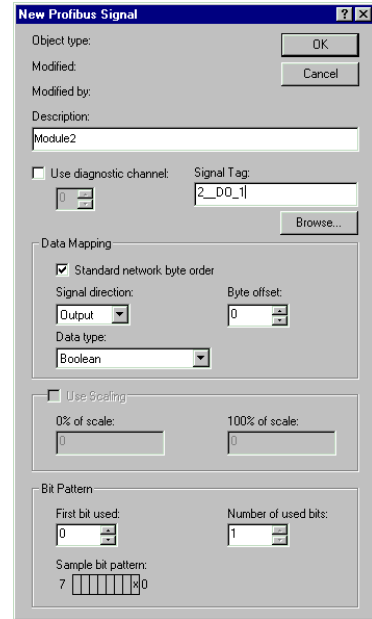 New Profibus Signal
Object type:
OK
Modified:
Cancel
Modified by:
Description:
Module2
Use diagnostic channel:
Signal Tag:
0
2__DO_1
Browse...
Data Mapping
Standard network byte order
Signal direction:
Byte offset:
Output
0
Data type:
Boolean
Use Scaling
0% of scale:
100% of scale:
0
0
Bit Pattern
First bit used:
Number of used bits:
0
1
Sample bit pattern:
7 x 0